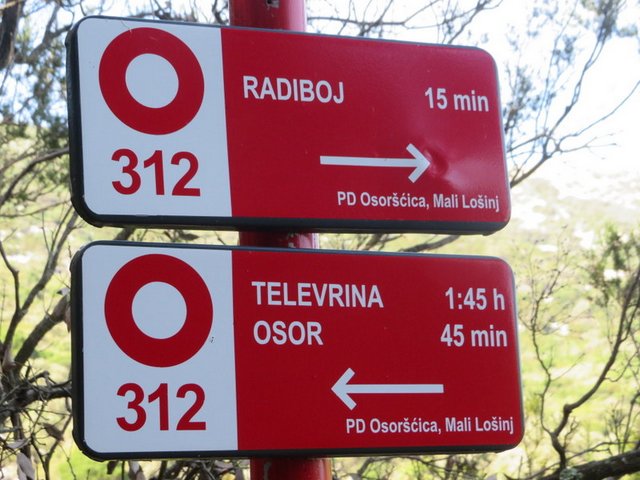 RADIBOJ 15 min
312
PD Osoršćica, Mali Lošinj
TELEVRINA 1:45 h
OSOR 45 min
312
PD Osoršćica, Mali Lošinj